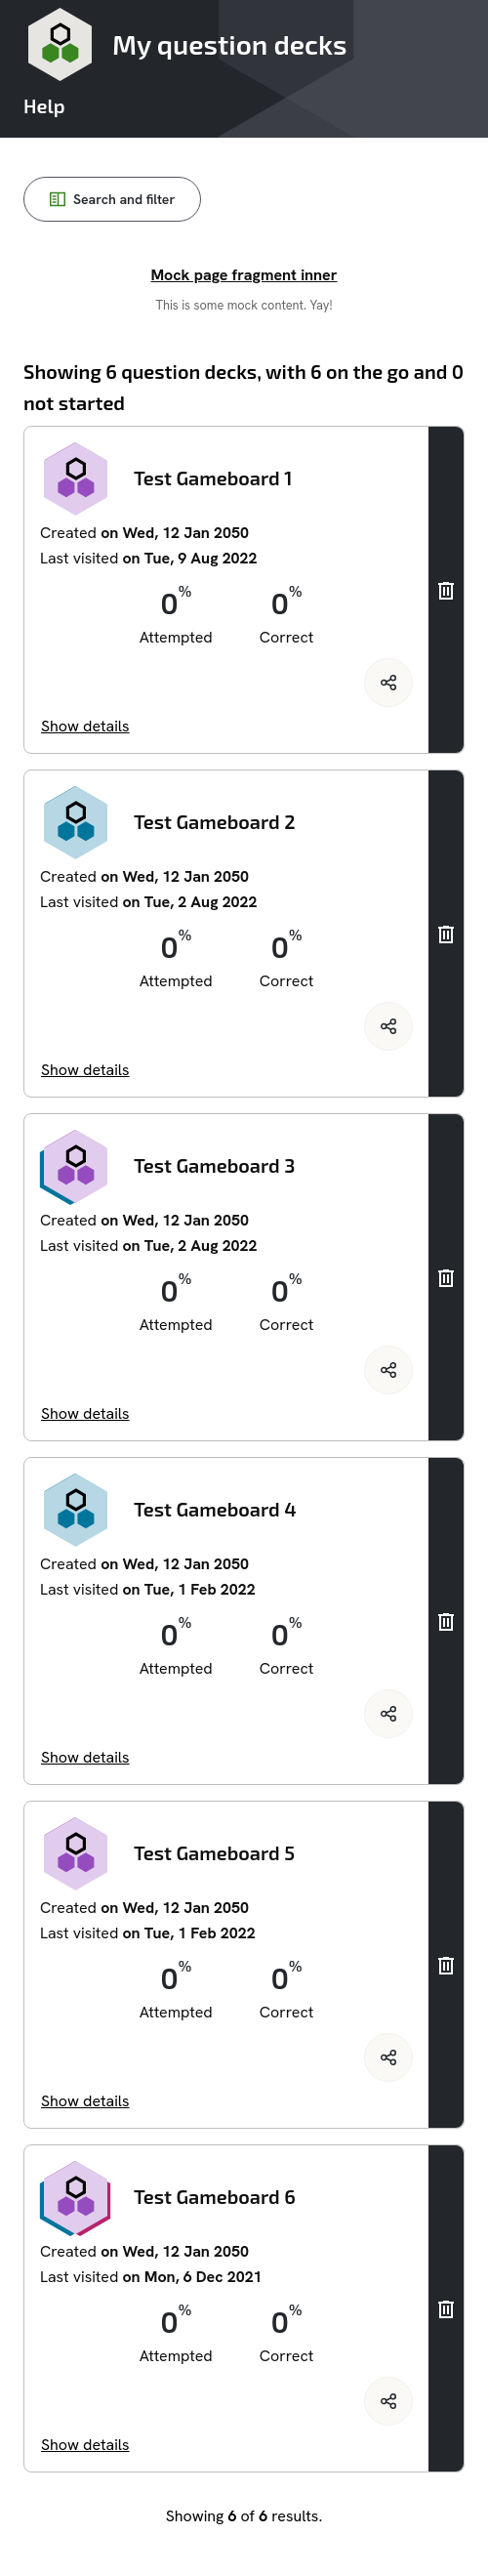 My question decks
Help
Search and filter
Mock page fragment inner
This is some mock content. Yay!
Showing 6 question decks, with 6 on the go and 0
not started
Test Gameboard 1
Created on Wed, 12 Jan 2050
Last visited on Tue, 9 Aug 2022
0% 0%
Attempted Correct
Show details
Test Gameboard 2
Created on Wed, 12 Jan 2050
Last visited on Tue, 2 Aug 2022
0% 0%
Attempted Correct
Show details
Test Gameboard 3
Created on Wed, 12 Jan 2050
Last visited on Tue, 2 Aug 2022
0% 0%
Attempted Correct
Show details
Test Gameboard 4
Created on Wed, 12 Jan 2050
Last visited on Tue, 1 Feb 2022
0% 0%
Attempted Correct
Show details
Test Gameboard 5
Created on Wed, 12 Jan 2050
Last visited on Tue, 1 Feb 2022
0% 0%
Attempted Correct
Show details
Test Gameboard 6
Created on Wed, 12 Jan 2050
Last visited on Mon, 6 Dec 2021
0% 0%
Attempted Correct
Show details
Showing 6 of 6 results.